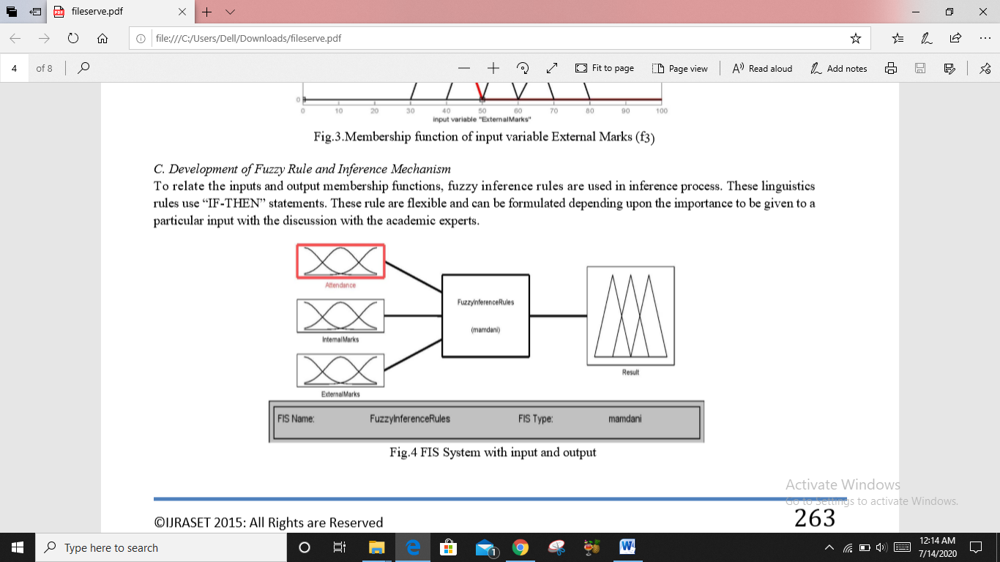 fileserve.pdf
file:///C:/Users/Dell/Downloads/fileserve.pdf
4 of 8 Fit to page Page view Read aloud Add notes
0
0 10 20 30 40 50 60 70 80 90 100
input variable "ExternalMarks"
Fig.3.Membership function of input variable External Marks (f3)
C. Development of Fuzzy Rule and Inference Mechanism
To relate the inputs and output membership functions, fuzzy inference rules are used in inference process. These linguistics
rules use “IF-THEN” statements. These rule are flexible and can be formulated depending upon the importance to be given to a
particular input with the discussion with the academic experts.
Attendance
InternalMarks
ExternalMarks
FuzzyInferenceRules
(mamdani)
Result
FIS Name: FuzzyInferenceRules FIS Type: mamdani
Fig.4 FIS System with input and output
Activate Windows
Go to Settings to activate Windows.
©IJRASET 2015: All Rights are Reserved
263
Type here to search
1
12:14 AM
7/14/2020